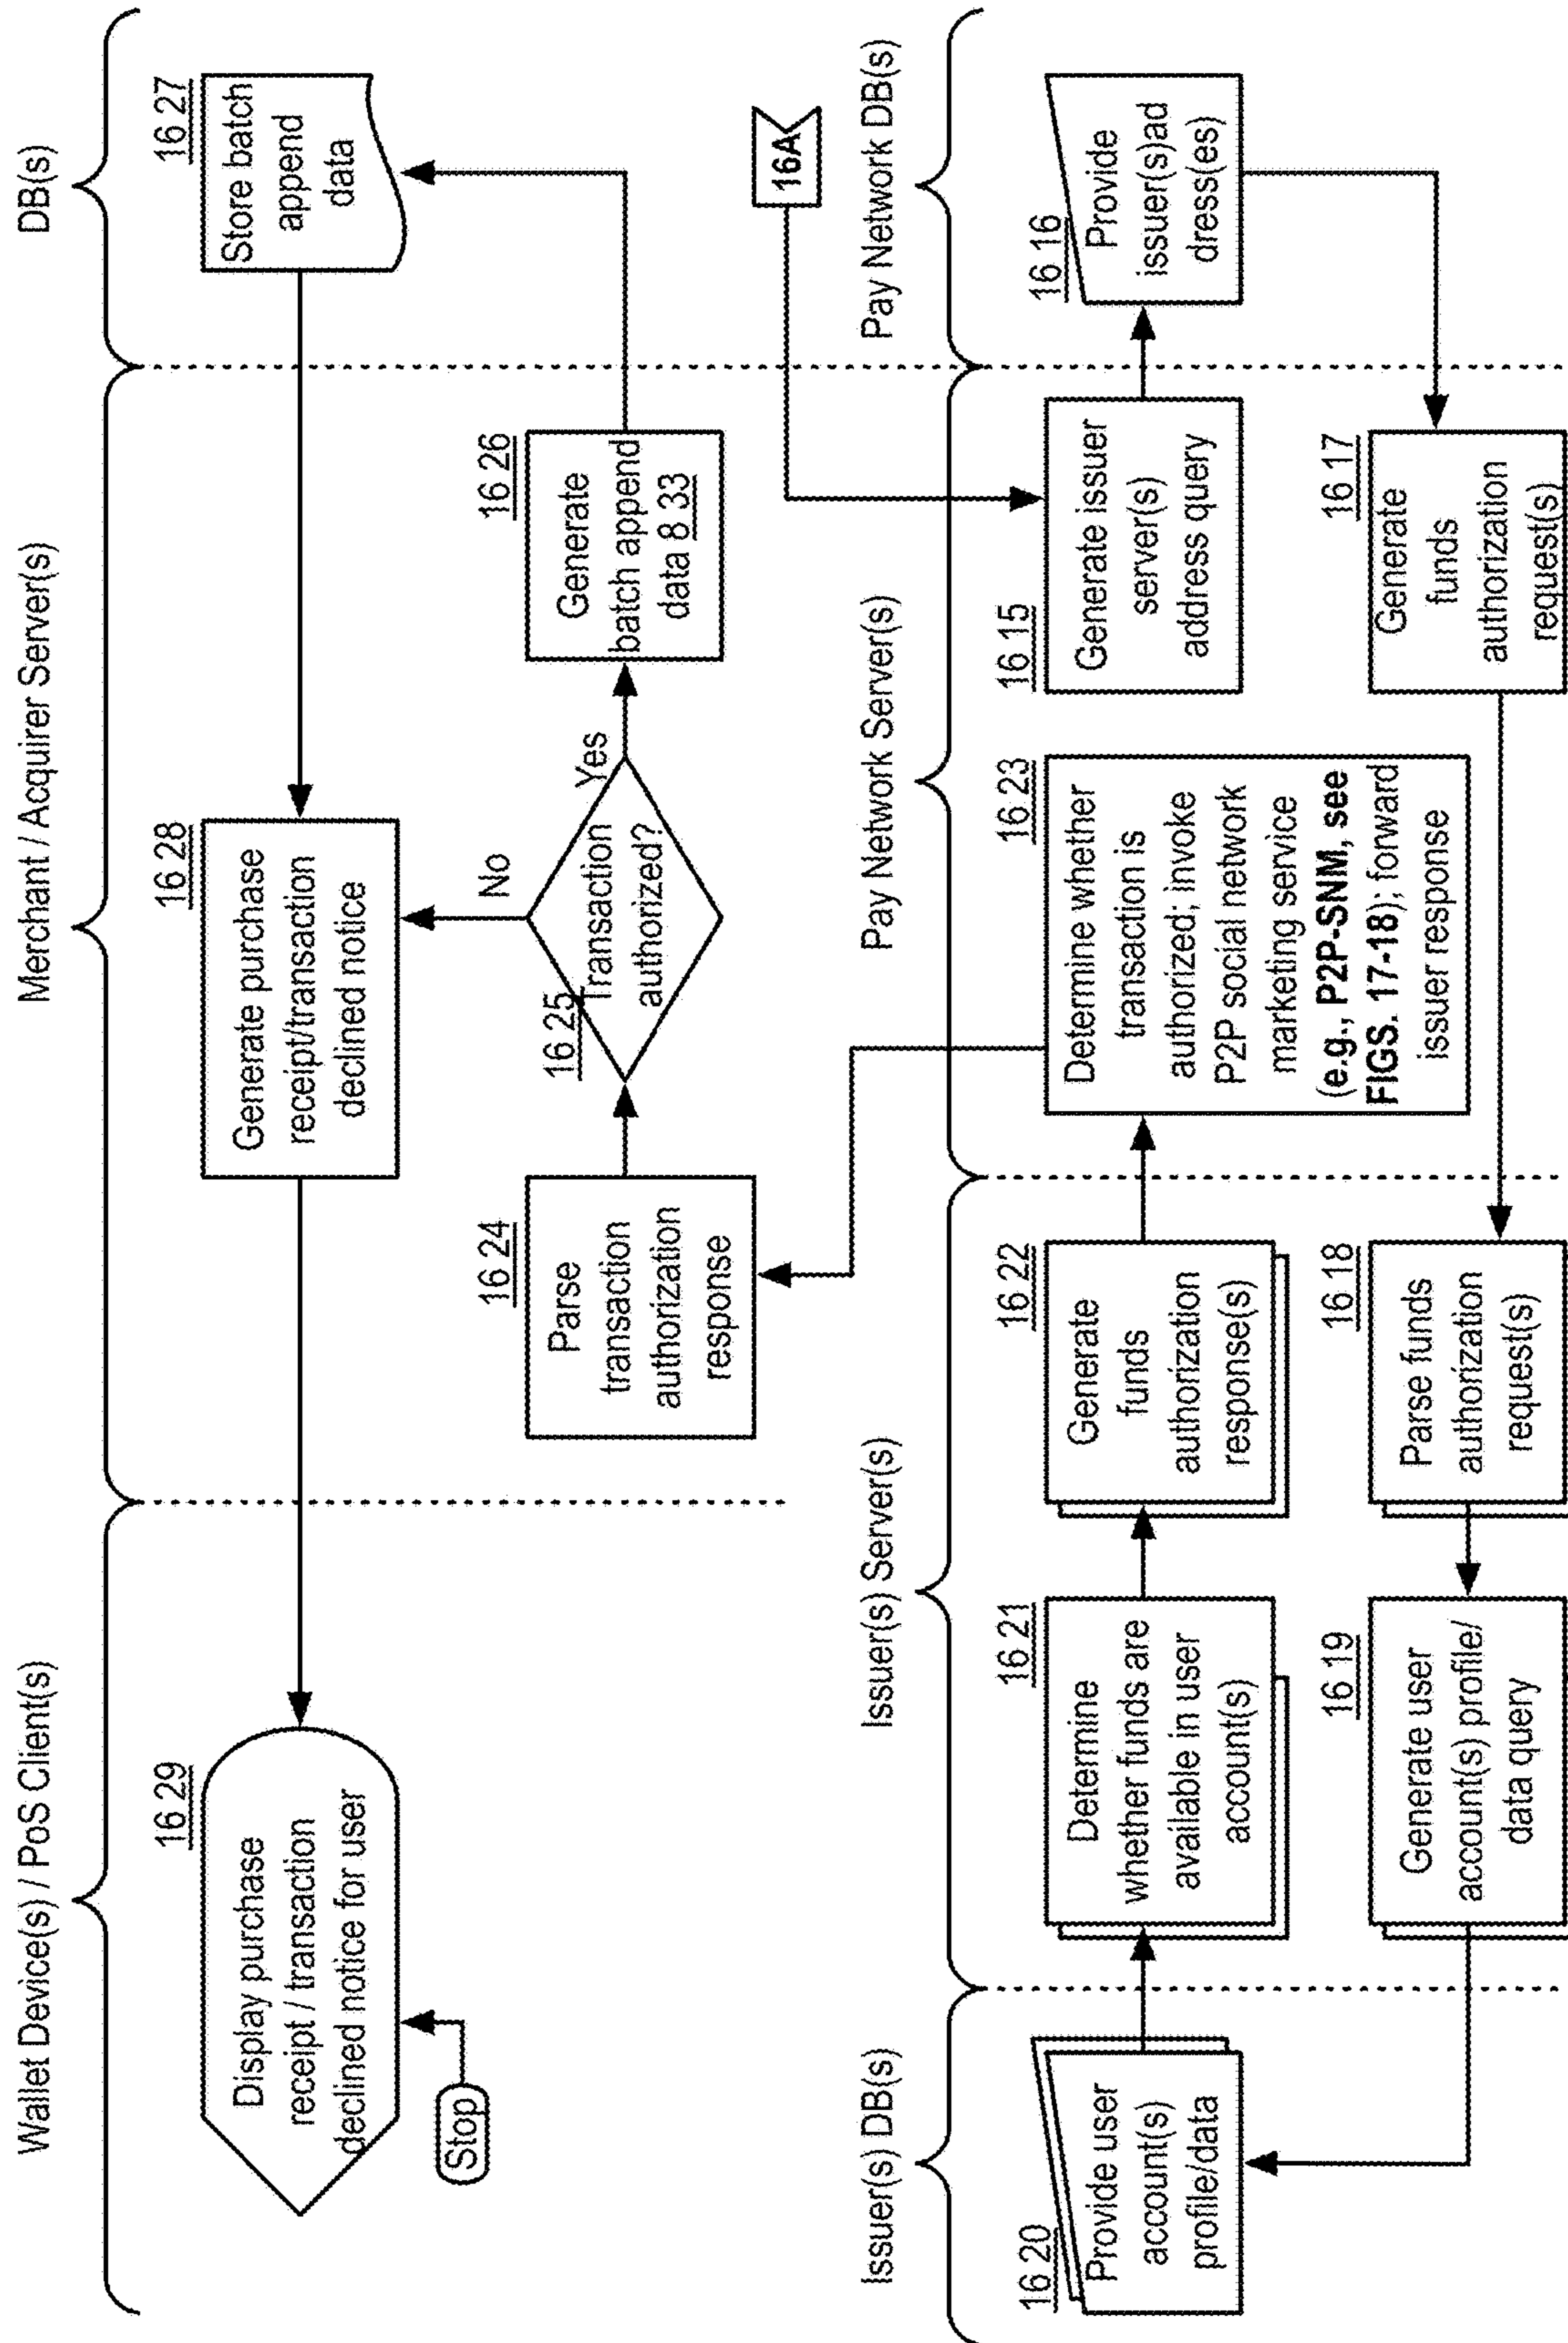 Wallet Device(s) / PoS Client(s)
Merchant / Acquirer Server(s)
DB(s)
16 29
Display purchase
receipt / transaction
declined notice for user
Stop
16 28
Generate purchase
receipt/transaction
declined notice
16 27
Store batch
append
data
16 24
Parse
transaction
authorization
response
16 25
Transaction
authorized?
No
Yes
16 26
Generate
batch append
data 8 33
16A
Issuer(s) DB(s)
Issuer(s) Server(s)
Pay Network Server(s)
Pay Network DB(s)
16 20
Provide user
account(s)
profile/data
16 21
Determine
whether funds are
available in user
account(s)
16 22
Generate
funds
authorization
response(s)
16 23
Determine whether
transaction is
authorized; invoke
P2P social network
marketing service
(e.g., P2P-SNM, see
FIGS. 17-18); forward
issuer response
16 15
Generate issuer
server(s)
address query
16 16
Provide
issuer(s)ad
dress(es)
16 19
Generate user
account(s) profile/
data query
16 18
Parse funds
authorization
request(s)
16 17
Generate
funds
authorization
request(s)